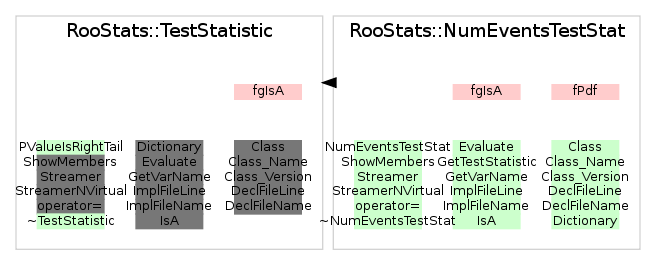 RooStats::TestStatistic
fgIsA
PValueIsRightTail
ShowMembers
Streamer
StreamerNVirtual
operator=
~TestStatistic
Dictionary
Evaluate
GetVarName
ImplFileLine
ImplFileName
IsA
Class
Class_Name
Class_Version
DeclFileLine
DeclFileName
RooStats::NumEventsTestStat
fgIsA
fPdf
NumEventsTestStat
ShowMembers
Streamer
StreamerNVirtual
operator=
~NumEventsTestStat
Evaluate
GetTestStatistic
GetVarName
ImplFileLine
ImplFileName
IsA
Class
Class_Name
Class_Version
DeclFileLine
DeclFileName
Dictionary